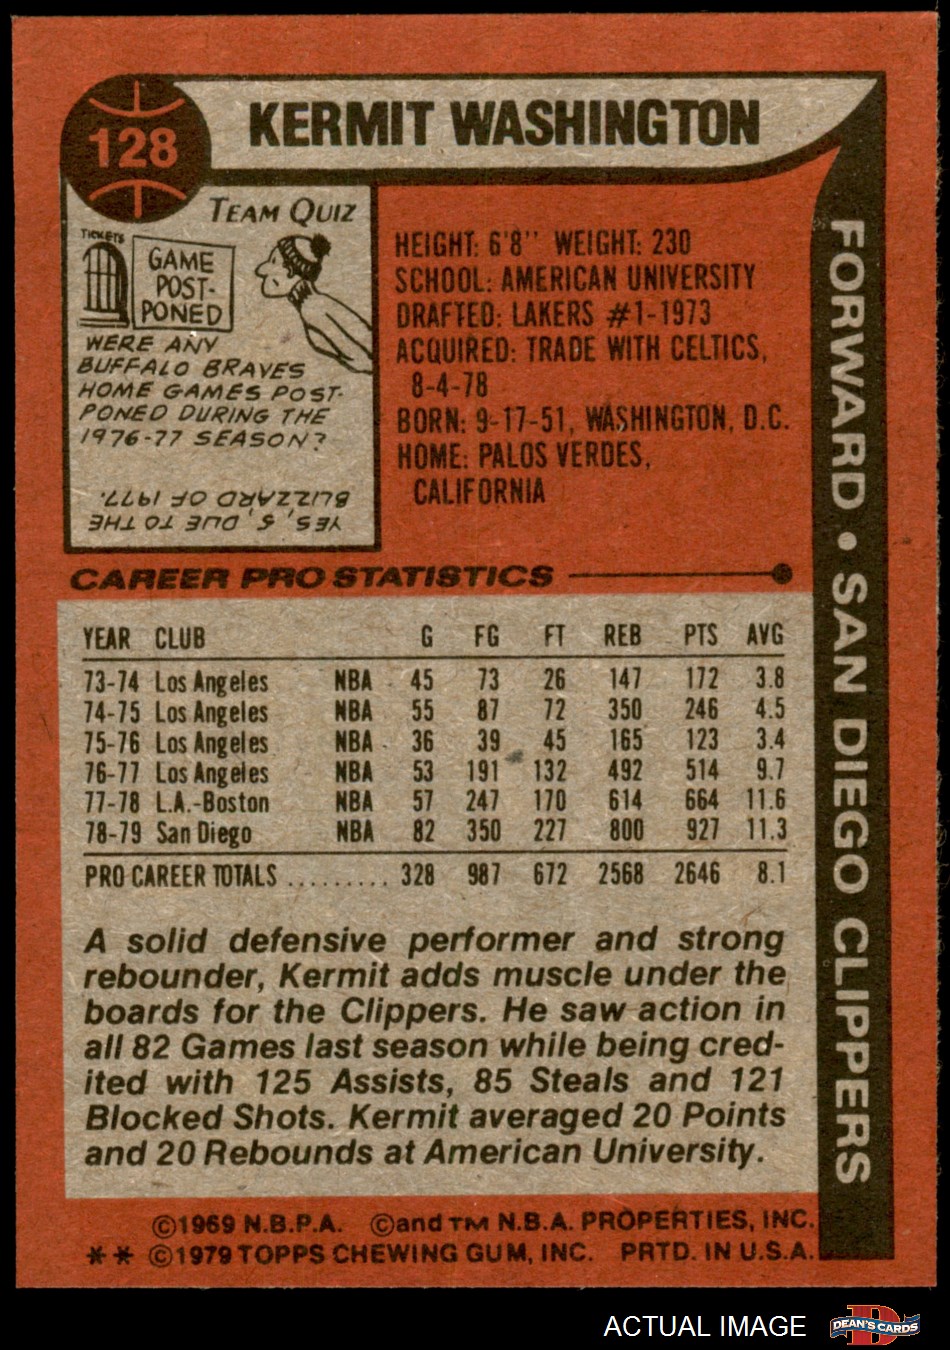 128
KERMIT WASHINGTON
TEAM QUIZ
TICKETS
GAME
POST-
PONED
WERE ANY
BUFFALO BRAVES
HOME GAMES POST-
PONED DURING THE
1976-77 SEASON?
YES, 5, DUE TO THE
BLIZZARD OF 1977.
HEIGHT: 6'8" WEIGHT: 230
SCHOOL: AMERICAN UNIVERSITY
DRAFTED: LAKERS #1-1973
ACQUIRED: TRADE WITH CELTICS,
8-4-78
BORN: 9-17-51, WASHINGTON, D.C.
HOME: PALOS VERDES,
CALIFORNIA
FORWARD • SAN DIEGO CLIPPERS
CAREER PRO STATISTICS
YEAR CLUB G FG FT REB PTS AVG
73-74 Los Angeles NBA 45 73 26 147 172 3.8
74-75 Los Angeles NBA 55 87 72 350 246 4.5
75-76 Los Angeles NBA 36 39 45 165 123 3.4
76-77 Los Angeles NBA 53 191 132 492 514 9.7
77-78 L.A.-Boston NBA 57 247 170 614 664 11.6
78-79 San Diego NBA 82 350 227 800 927 11.3
PRO CAREER TOTALS ......... 328 987 672 2568 2646 8.1
A solid defensive performer and strong
rebounder, Kermit adds muscle under the
boards for the Clippers. He saw action in
all 82 Games last season while being cred-
ited with 125 Assists, 85 Steals and 121
Blocked Shots. Kermit averaged 20 Points
and 20 Rebounds at American University.
©1969 N.B.P.A. ©and TM N.B.A. PROPERTIES, INC.
** ©1979 TOPPS CHEWING GUM, INC. PRTD. IN U.S.A.
ACTUAL IMAGE
D
DEAN'S CARDS